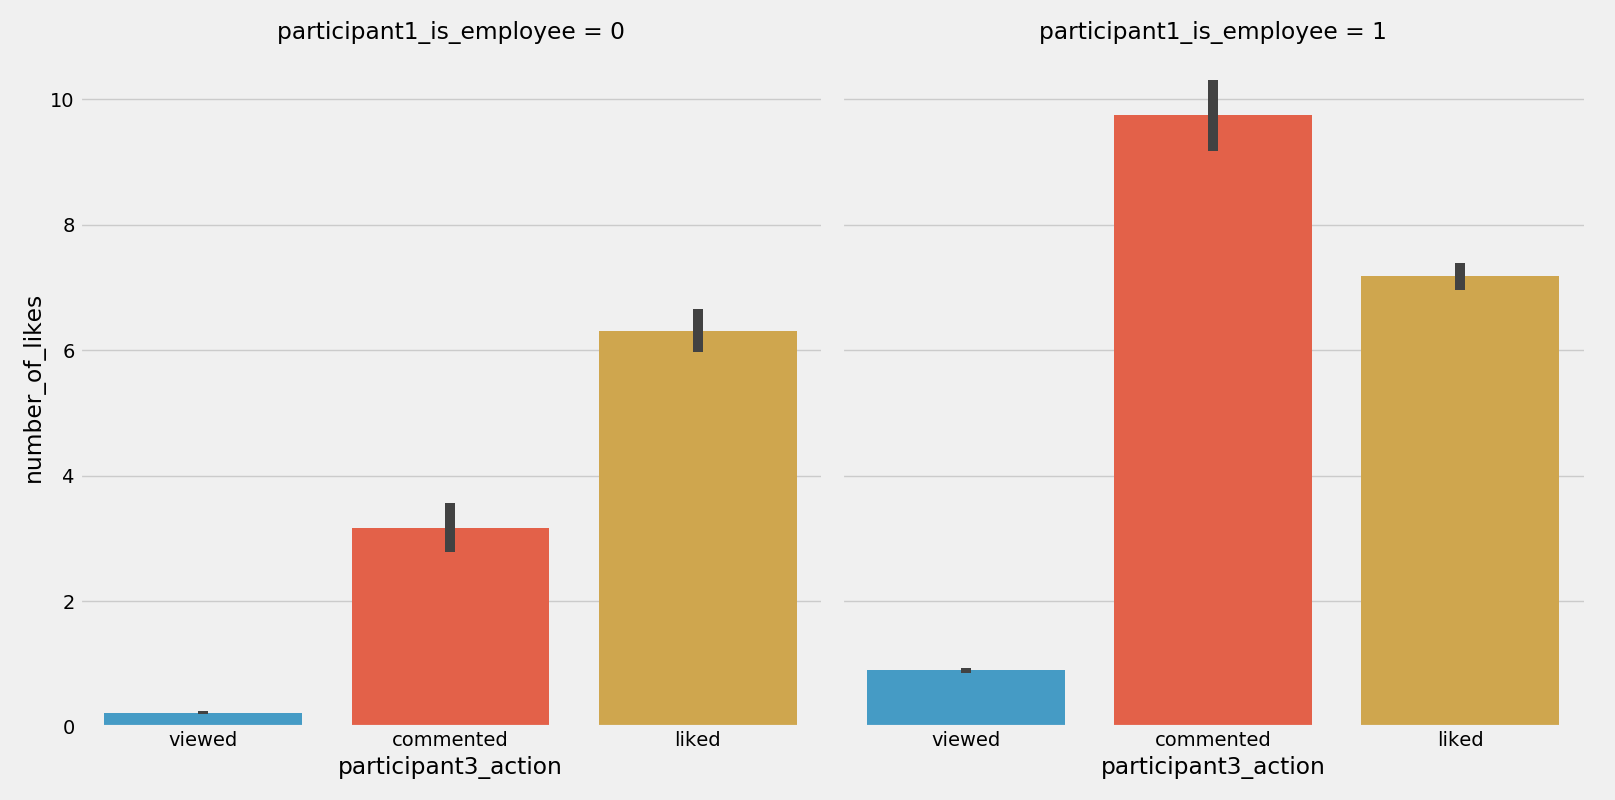 participant1_is_employee = 0
participant1_is_employee = 1
number_of_likes
10
8
6
4
2
0
viewed commented liked
viewed commented liked
participant3_action
participant3_action